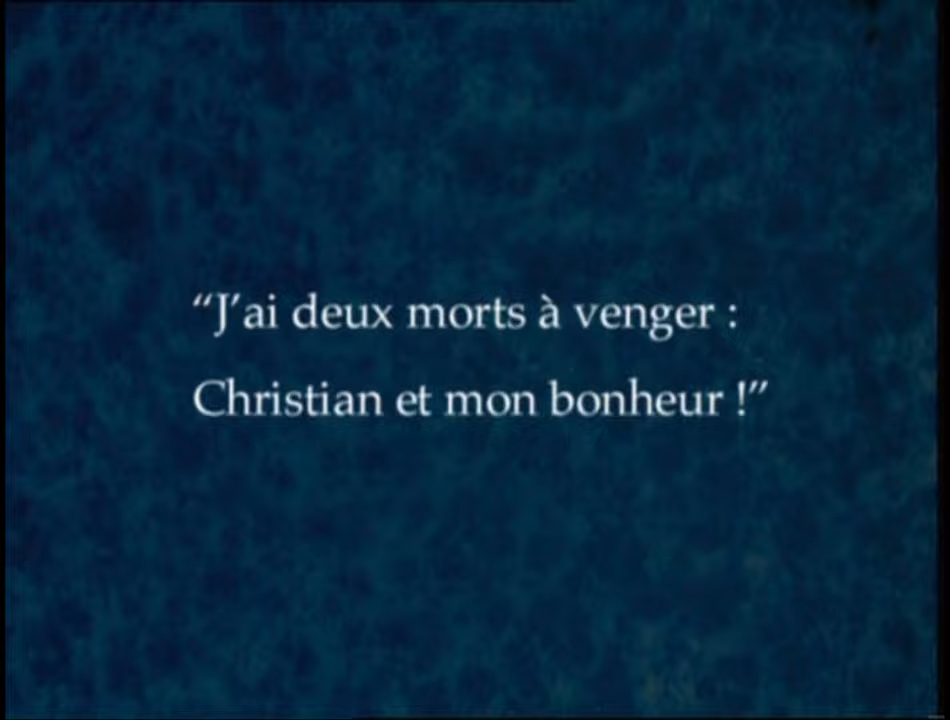 “J’ai deux morts à venger :
Christian et mon bonheur !”